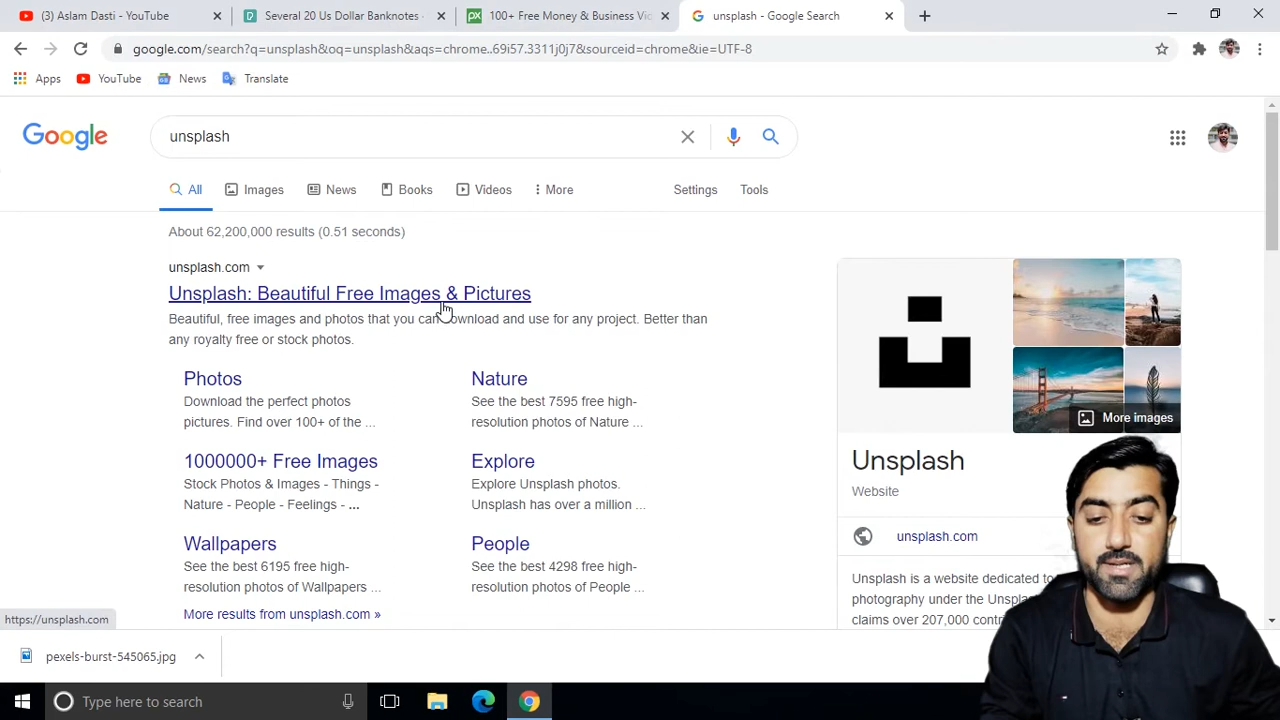 (3) Aslam Dasti - YouTube
Several 20 Us Dollar Banknotes -
100+ Free Money & Business Vid
unsplash - Google Search
google.com/search?q=unsplash&oq=unsplash&aqs=chrome..69i57.3311j0j7&sourceid=chrome&ie=UTF-8
Apps YouTube News Translate
Google
unsplash
All Images News Books Videos More Settings Tools
About 62,200,000 results (0.51 seconds)
unsplash.com
Unsplash: Beautiful Free Images & Pictures
Beautiful, free images and photos that you can download and use for any project. Better than
any royalty free or stock photos.
Photos
Download the perfect photos
pictures. Find over 100+ of the ...
Nature
See the best 7595 free high-
resolution photos of Nature ...
1000000+ Free Images
Stock Photos & Images - Things -
Nature - People - Feelings - ...
Explore
Explore Unsplash photos.
Unsplash has over a million ...
Wallpapers
See the best 6195 free high-
resolution photos of Wallpapers ...
People
See the best 4298 free high-
resolution photos of People ...
More results from unsplash.com »
More images
Unsplash
Website
unsplash.com
Unsplash is a website dedicated to
photography under the Unsplash
claims over 207,000
https://unsplash.com
pexels-burst-545065.jpg
Type here to search